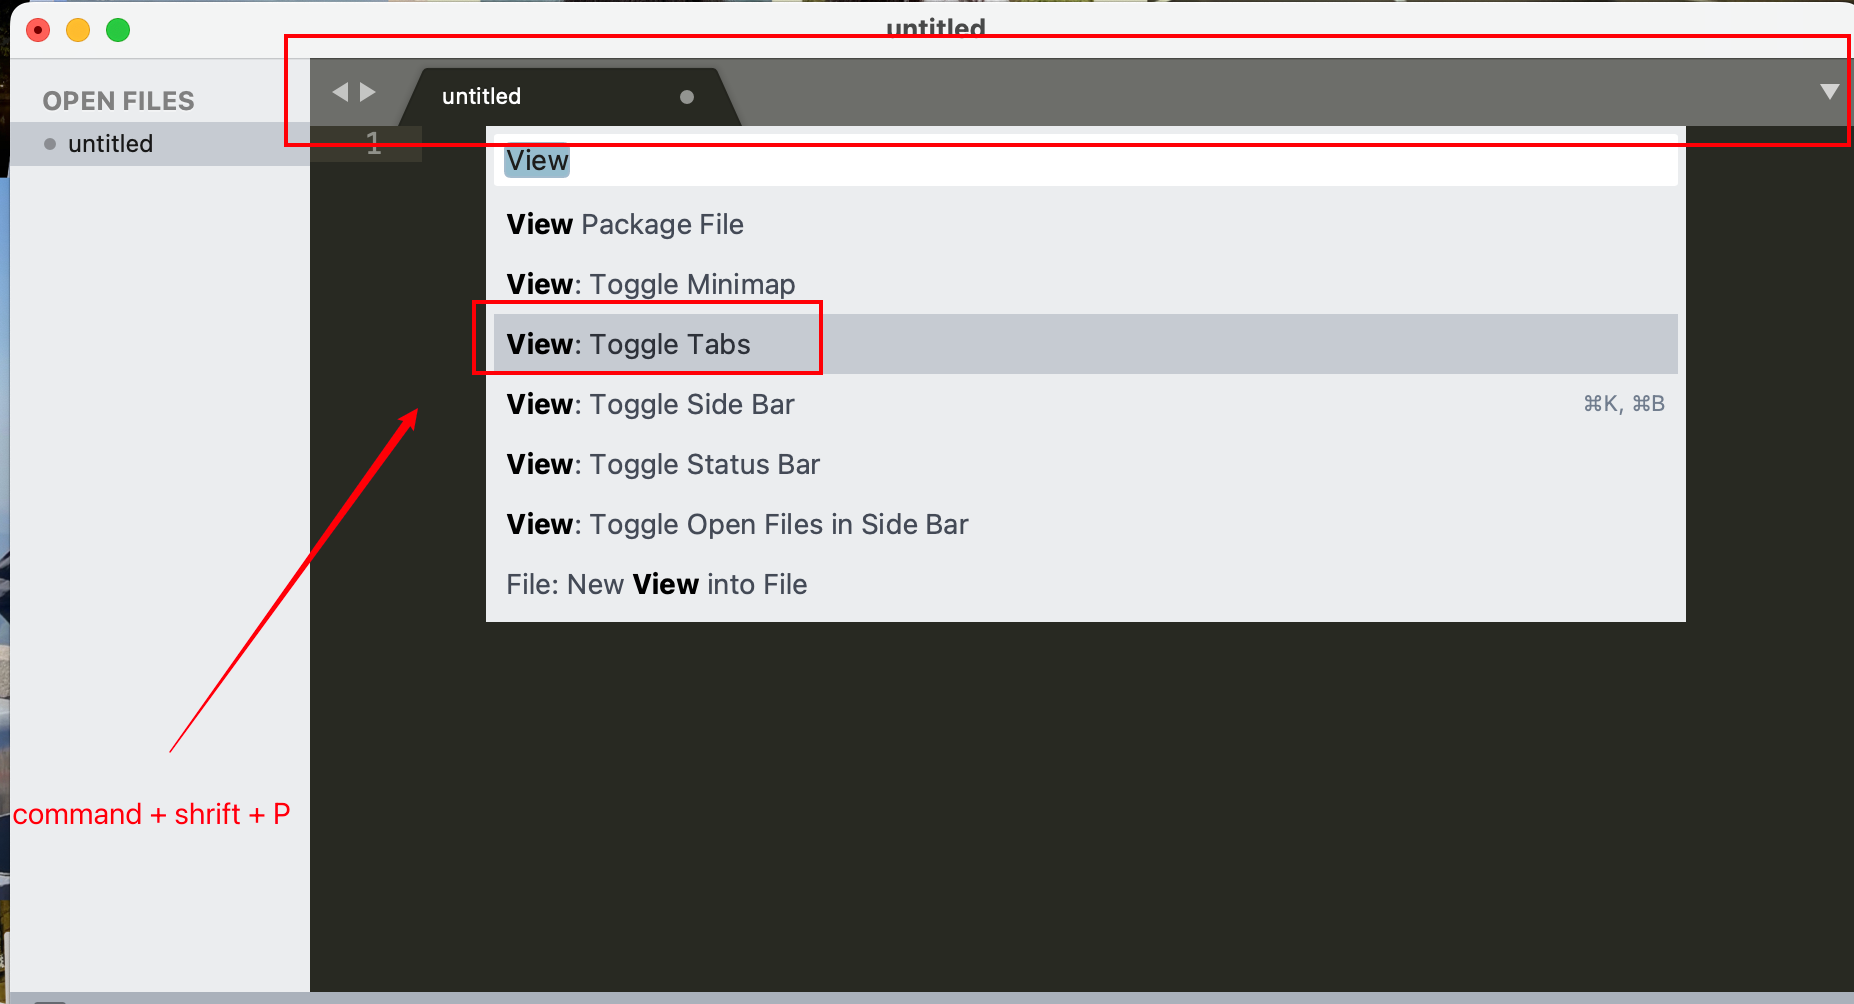 untitled
OPEN FILES
untitled
untitled
1
View
View Package File
View: Toggle Minimap
View: Toggle Tabs
View: Toggle Side Bar ⌘K, ⌘B
View: Toggle Status Bar
View: Toggle Open Files in Side Bar
File: New View into File
command + shrift + P